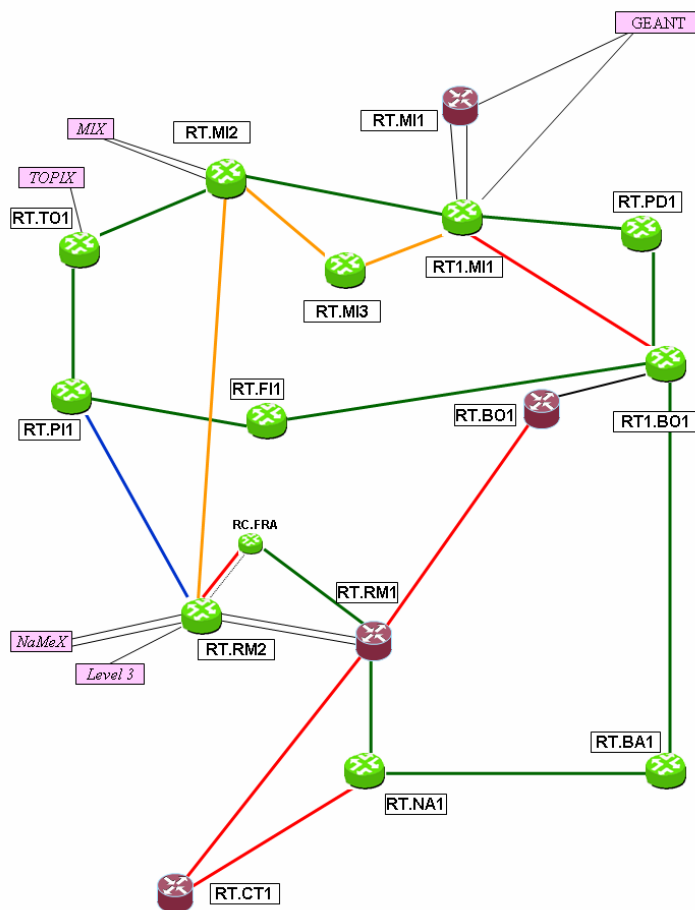 GEANT
RT.MI1
MIX
RT.MI2
TOPIX
RT.TO1
RT.PD1
RT1.MI1
RT.MI3
RT.FI1
RT.BO1
RT1.BO1
RT.PI1
RC.FRA
RT.RM1
NaMeX
RT.RM2
Level 3
RT.BA1
RT.NA1
RT.CT1